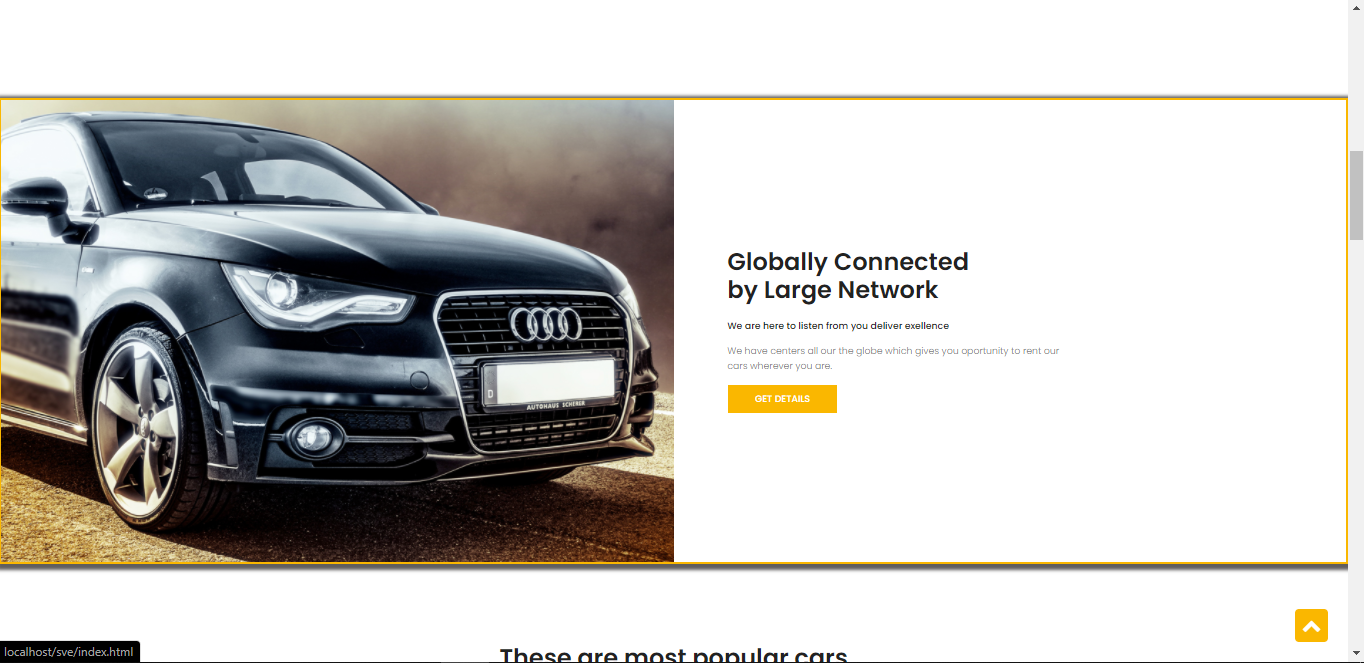 D
AUTOHAUS SCHERER
Globally Connected
by Large Network
We are here to listen from you deliver exellence
We have centers all our the globe which gives you oportunity to rent our
cars wherever you are.
GET DETAILS
These are most popular cars
localhost/sve/index.html